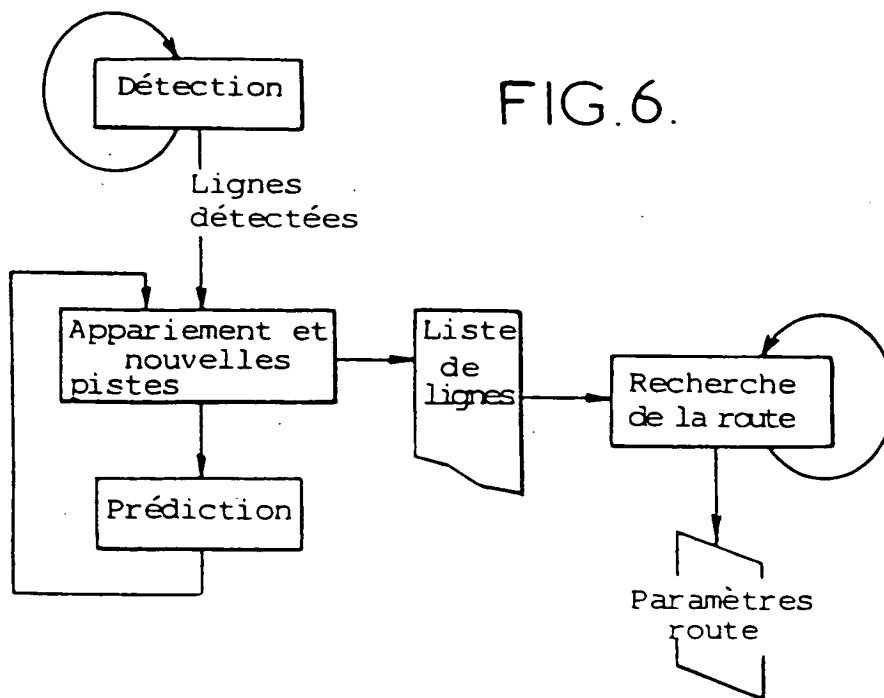 Détection
FIG.6.
Lignes
détectées
Appariement et
nouvelles
pistes
Liste
de
lignes
Recherche
de la route
Prédiction
Paramètres
route